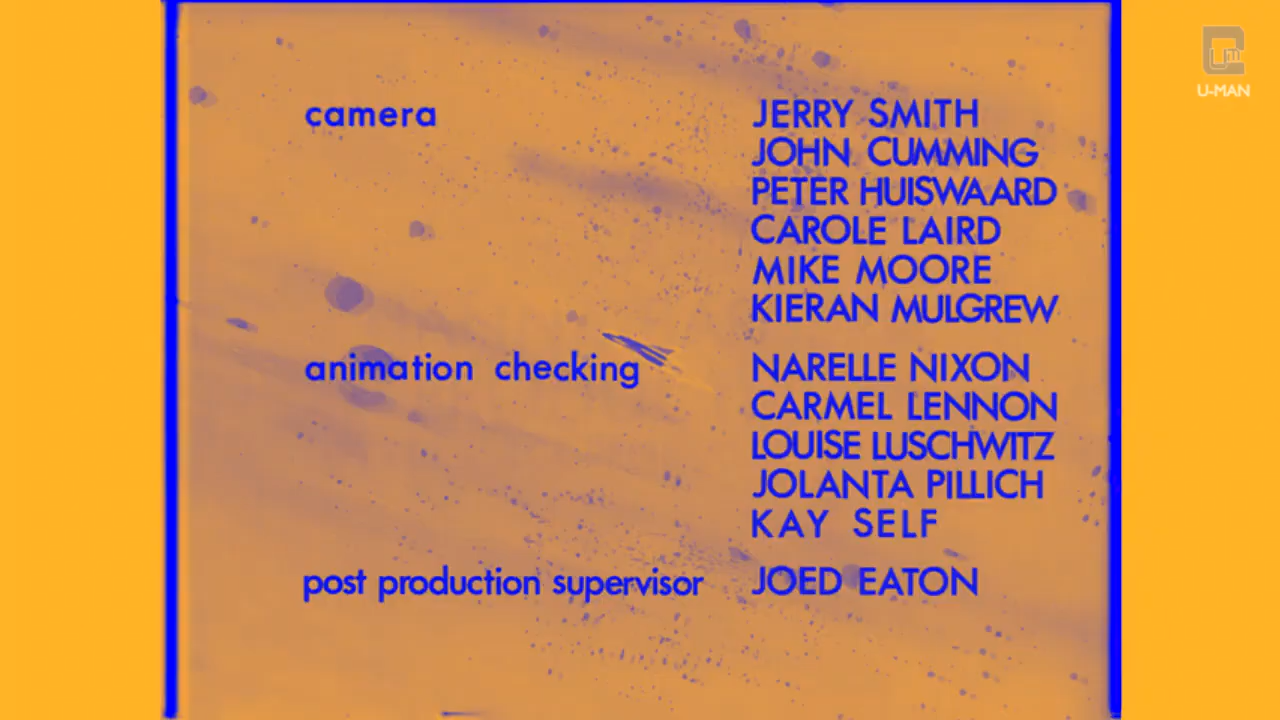 camera JERRY SMITH
JOHN CUMMING
PETER HUISWAARD
CAROLE LAIRD
MIKE MOORE
KIERAN MULGREW
animation checking NARELLE NIXON
CARMEL LENNON
LOUISE LUSCHWITZ
JOLANTA PILLICH
KAY SELF
post production supervisor JOED EATON
U-MAN